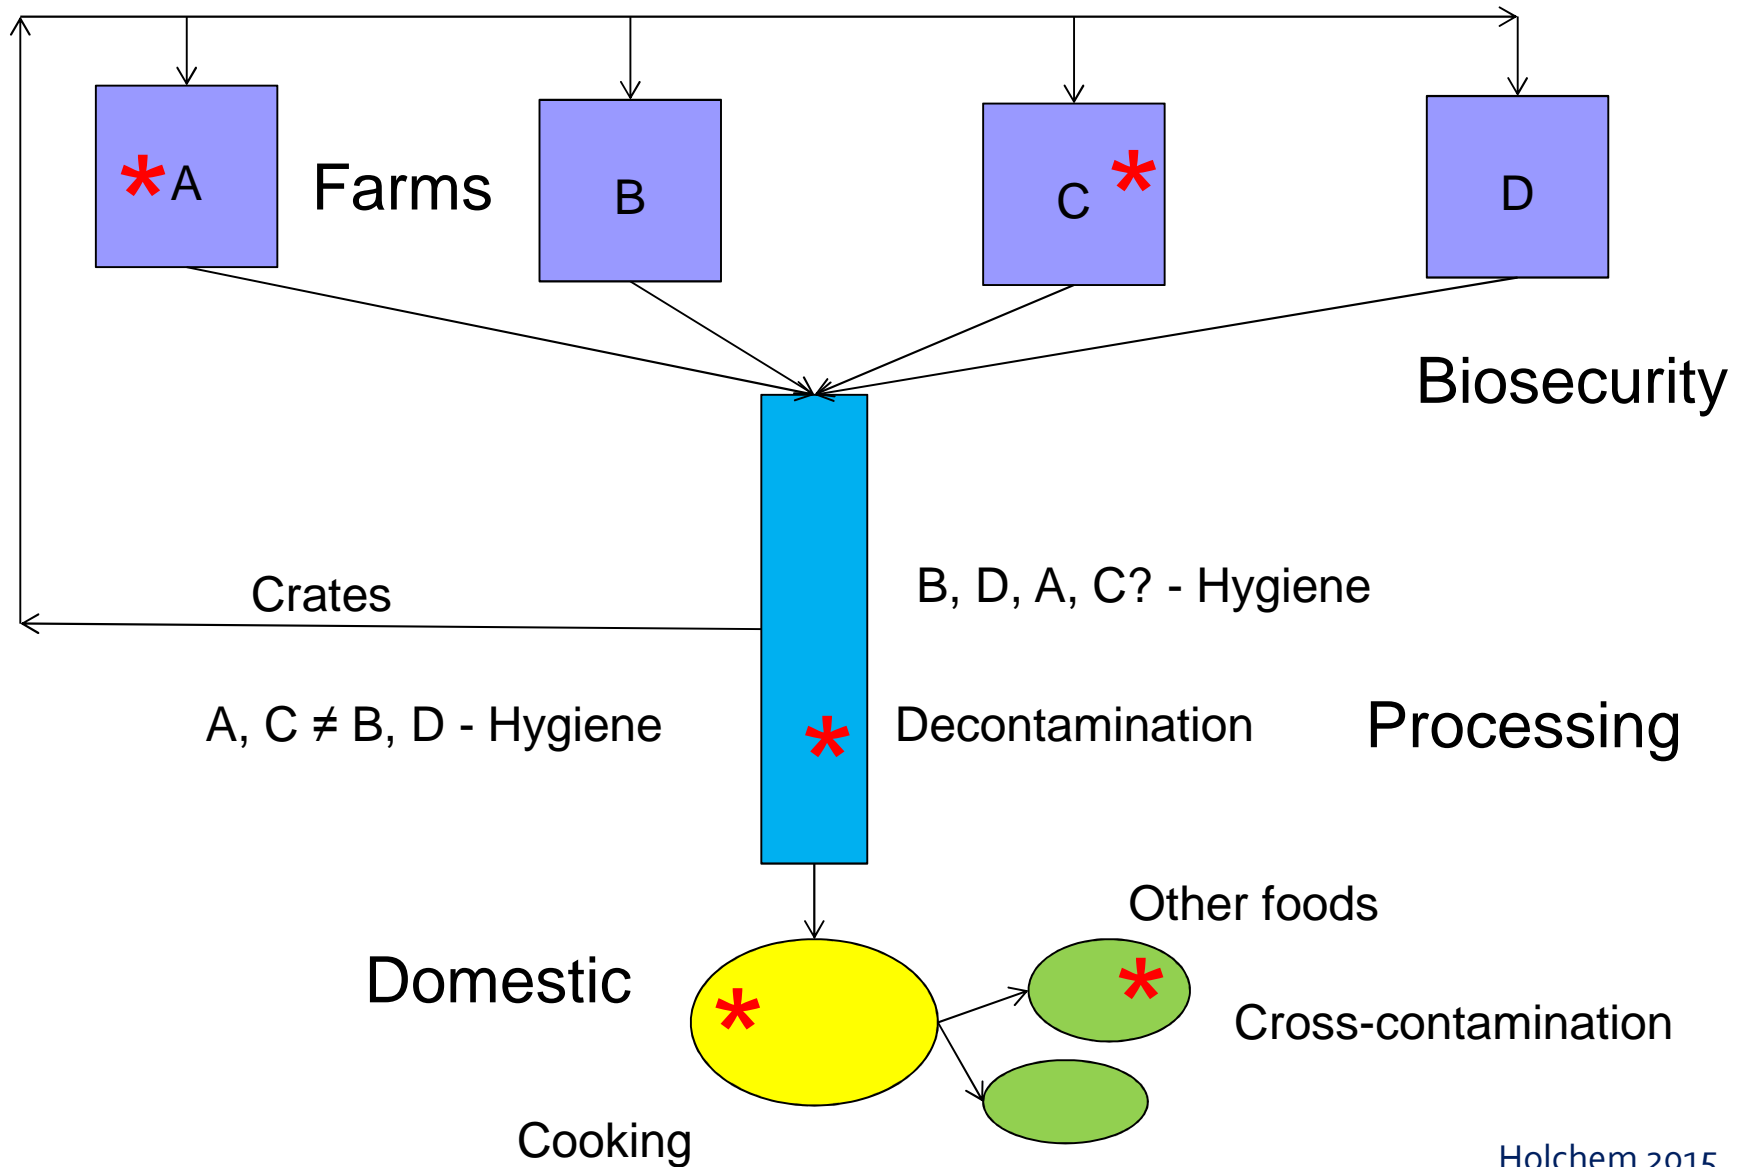 A
Farms
B
C
D
Biosecurity
Crates
B, D, A, C? - Hygiene
A, C ≠ B, D - Hygiene
Decontamination
Processing
Other foods
Domestic
Cross-contamination
Cooking
Holchem 2015